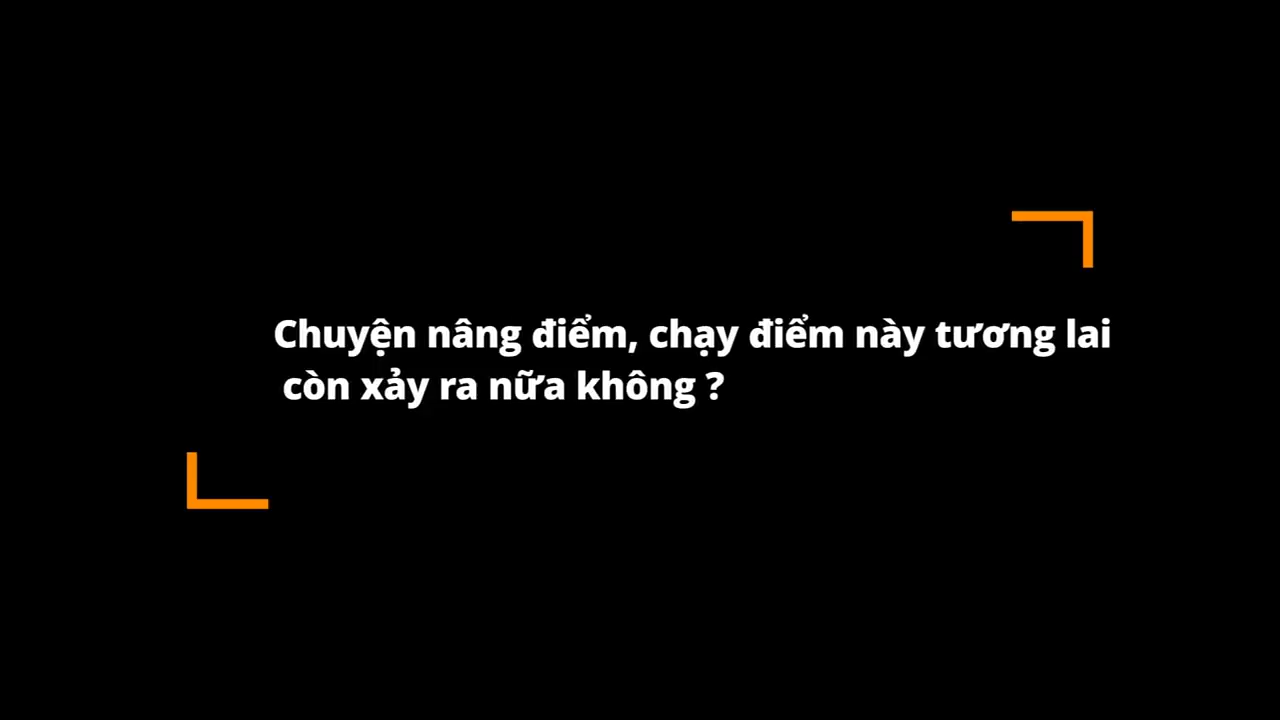 Chuyện nâng điểm, chạy điểm này tương lai
còn xảy ra nữa không ?